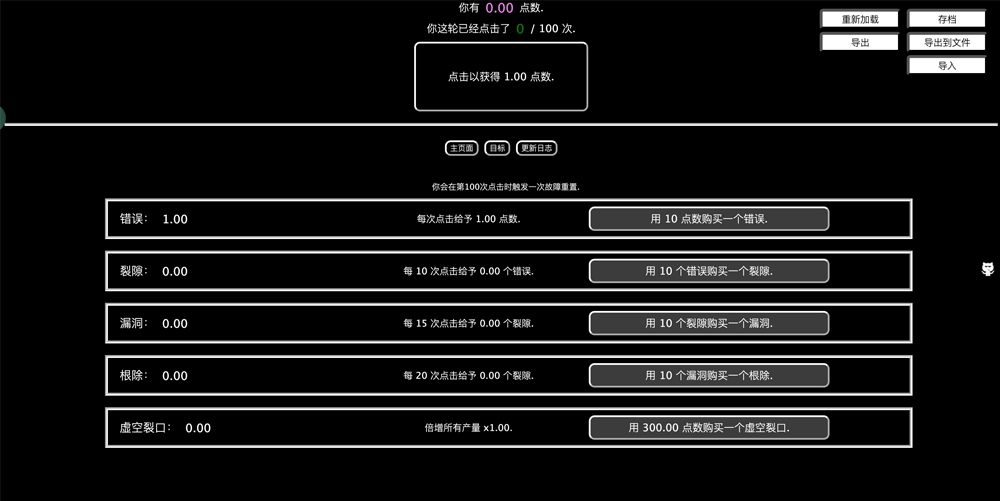 你有 0.00 点数.
你这轮已经点击了 0 / 100 次.
点击以获得 1.00 点数.
重新加载
存档
导出
导出到文件
导入
主页面
目标
更新日志
你会在第100次点击时触发一次故障重置.
错误: 1.00 每次点击给予 1.00 点数. 用 10 点数购买一个错误.
裂隙: 0.00 每 10 次点击给予 0.00 个错误. 用 10 个错误购买一个裂隙.
漏洞: 0.00 每 15 次点击给予 0.00 个裂隙. 用 10 个裂隙购买一个漏洞.
根除: 0.00 每 20 次点击给予 0.00 个裂隙. 用 10 个漏洞购买一个根除.
虚空裂口: 0.00 倍增所有产量 x1.00. 用 300.00 点数购买一个虚空裂口.